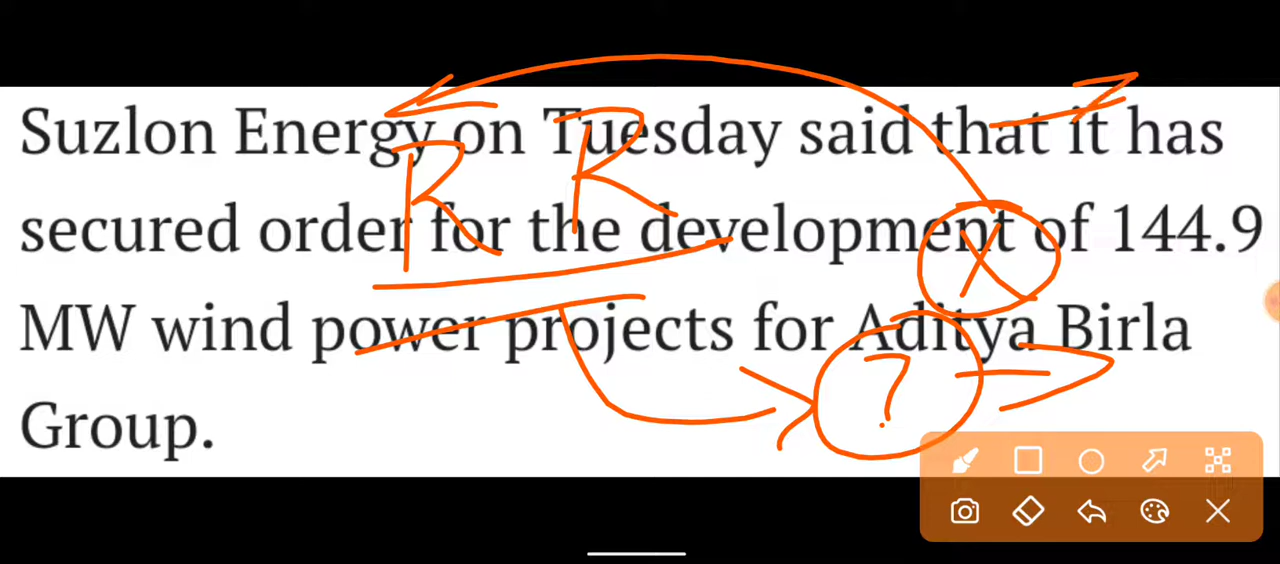 Suzlon Energy on Tuesday said that it has
secured order for the development of 144.9
MW wind power projects for Aditya Birla
Group.
R R
X
?